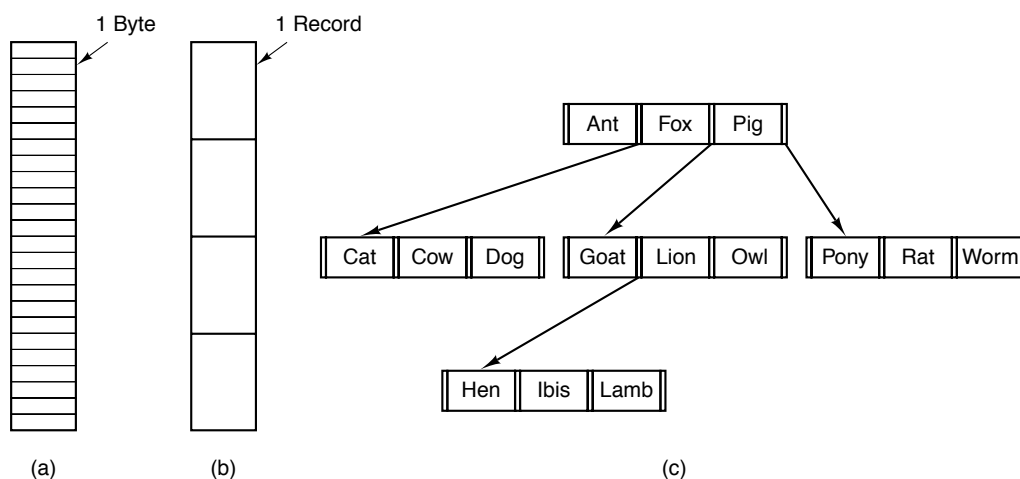 1 Byte
1 Record
Ant Fox Pig
Cat Cow Dog
Goat Lion Owl
Pony Rat Worm
Hen Ibis Lamb
(a)
(b)
(c)